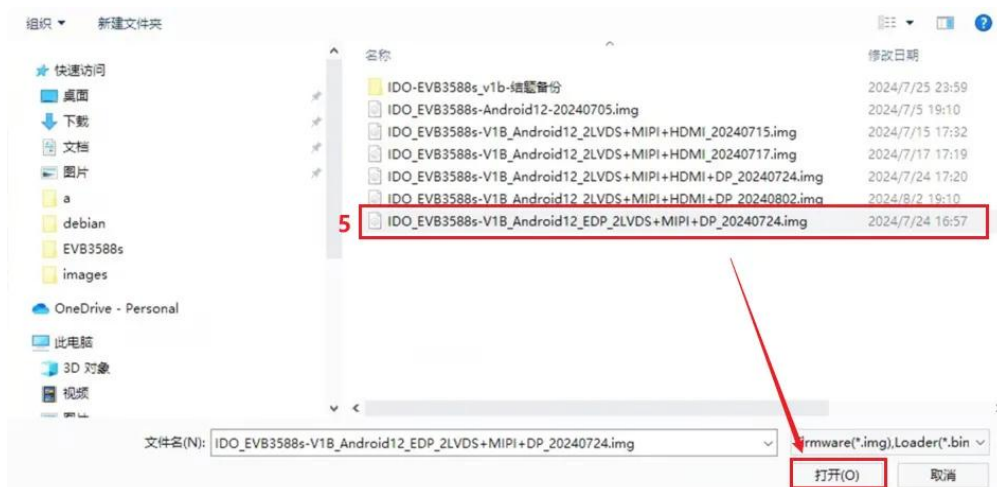 组织 新建文件夹
名称 修改日期
快速访问
桌面
下载
文档
图片
a
debian
EVB3588s
images
OneDrive - Personal
此电脑
3D 对象
视频
IDO-EVB3588s_v1b-结题备份 2024/7/25 23:59
IDO_EVB3588s-Android12-20240705.img 2024/7/5 19:10
IDO_EVB3588s-V1B_Android12_2LVDS+MIPI+HDMI_20240715.img 2024/7/15 17:32
IDO_EVB3588s-V1B_Android12_2LVDS+MIPI+HDMI_20240717.img 2024/7/17 17:19
IDO_EVB3588s-V1B_Android12_2LVDS+MIPI+HDMI+DP_20240724.img 2024/7/24 17:20
IDO_EVB3588s-V1B_Android12_2LVDS+MIPI+HDMI+DP_20240802.img 2024/8/2 19:10
5 IDO_EVB3588s-V1B_Android12_EDP_2LVDS+MIPI+DP_20240724.img 2024/7/24 16:57
文件名(N): IDO_EVB3588s-V1B_Android12_EDP_2LVDS+MIPI+DP_20240724.img rmware(*.img),Loader(*.bin
打开(O) 取消